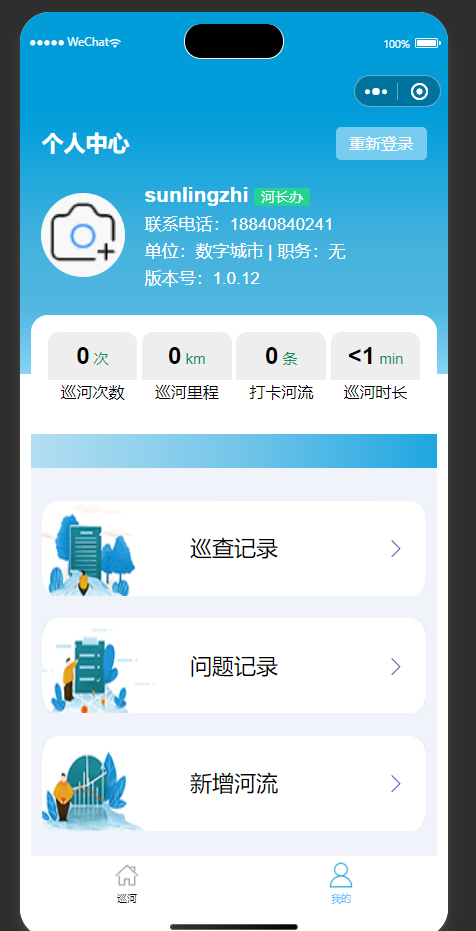 WeChat 100%
个人中心 重新登录
sunlingzhi 河长办
联系电话：18840840241
单位：数字城市 | 职务：无
版本号：1.0.12
0 次 0 km 0 条 <1 min
巡河次数 巡河里程 打卡河流 巡河时长
巡查记录
问题记录
新增河流
巡河 我的